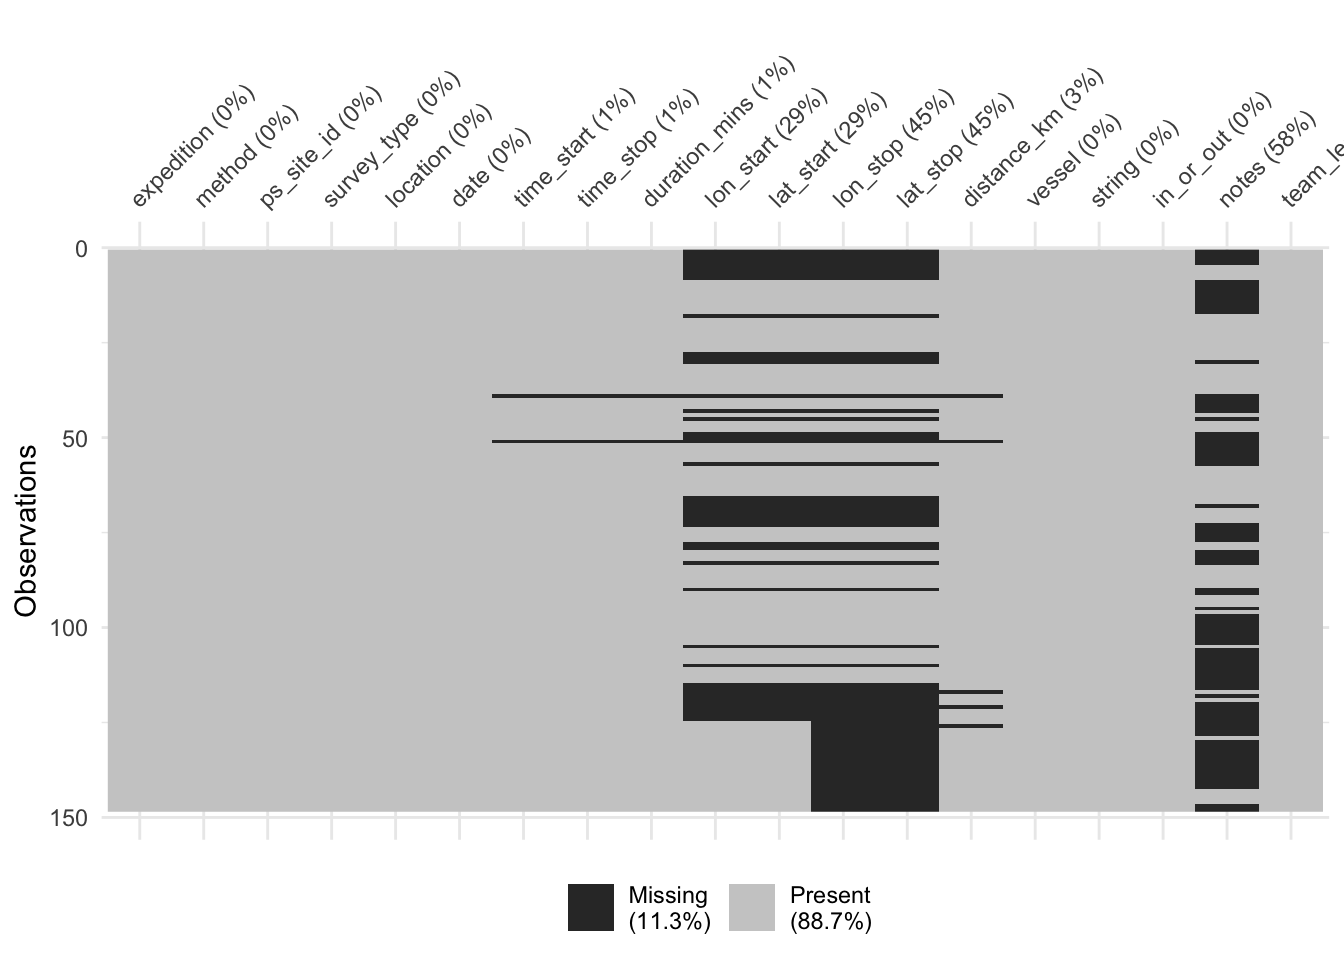 expedition (0%)
method (0%)
ps_site_id (0%)
survey_type (0%)
location (0%)
date (0%)
time_start (1%)
time_stop (1%)
duration_mins (1%)
lon_start (29%)
lat_start (29%)
lon_stop (45%)
lat_stop (45%)
distance_km (3%)
vessel (0%)
string (0%)
in_or_out (0%)
notes (58%)
team_le
Observations
0
50
100
150
Missing
(11.3%)
Present
(88.7%)